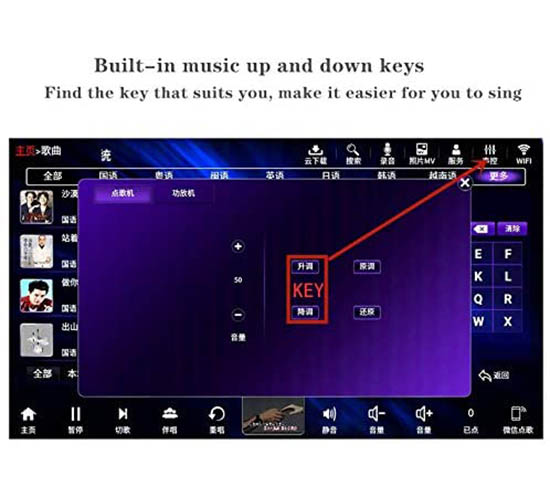 Built-in music up and down keys
Find the key that suits you, make it easier for you to sing
主页>歌曲
云下载 搜索 录音 照片MV 服务 声控 WIFI
全部 国语 粤语 闽语 英语 日语 韩语 越南语 更多
点歌机 功放机
沙漠
国语
清除
站着
国语
升调 原调
E F
50
KEY
K L
做你
国语
降调 还原
Q R
音量
W X
出山
国语
全部 本
返回
主页 暂停 切歌 伴唱 重唱 静音 音量 音量 0 已点 微信点歌